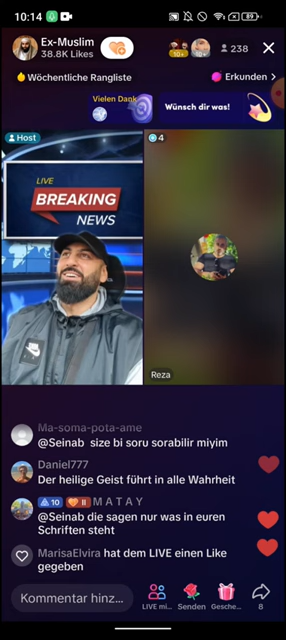 10:14
89
Ex-Muslim
38.8K Likes
10+
238
Wöchentliche Rangliste
Erkunden
Vielen Dank
Wünsch dir was!
Host
4
LIVE
BREAKING
NEWS
Reza
Ma-soma-pota-ame
@Seinab size bi soru sorabilir miyim
Daniel777
Der heilige Geist führt in alle Wahrheit
10 II M A T A Y
@Seinab die sagen nur was in euren
Schriften steht
MarisaElvira hat dem LIVE einen Like
gegeben
Kommentar hinz...
LIVE mi...
Senden
Gesche...
8